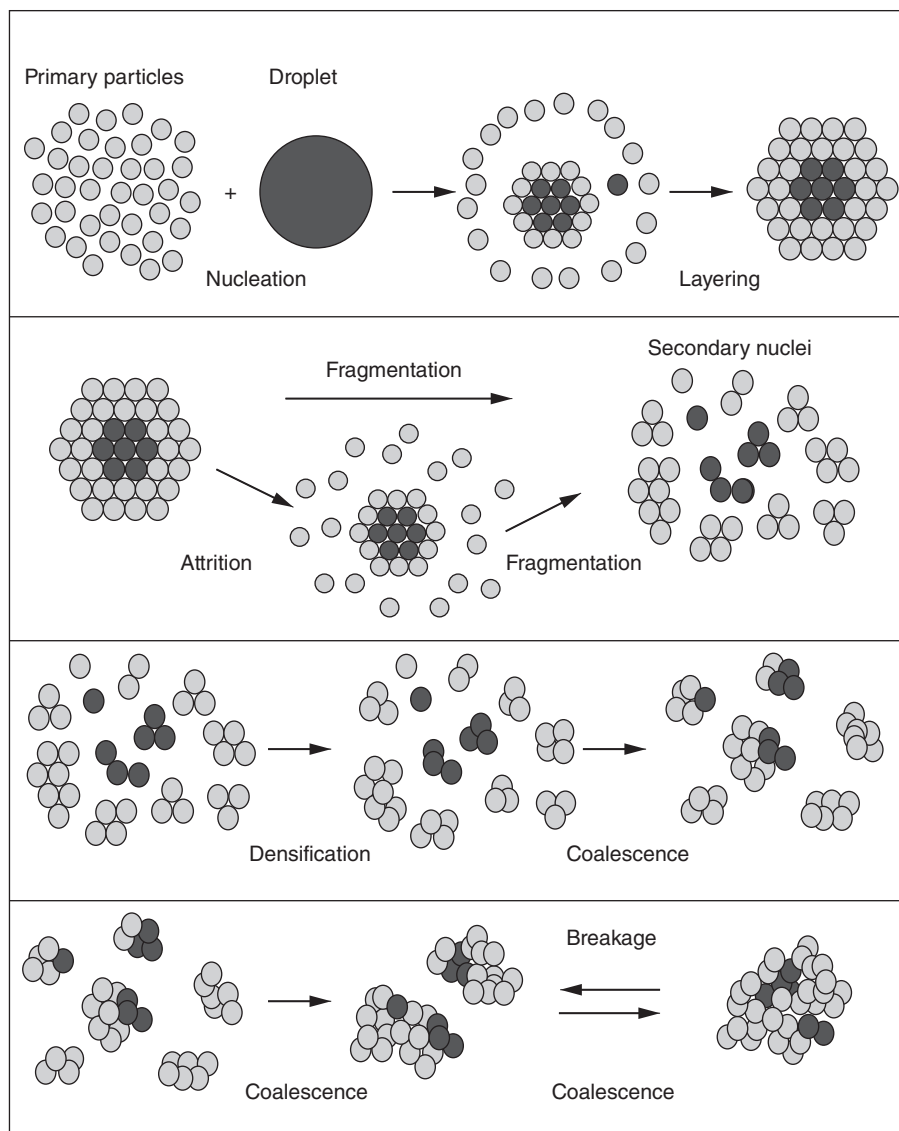 Primary particles
Droplet
+
Nucleation
Layering
Fragmentation
Secondary nuclei
Attrition
Fragmentation
Densification
Coalescence
Breakage
Coalescence
Coalescence